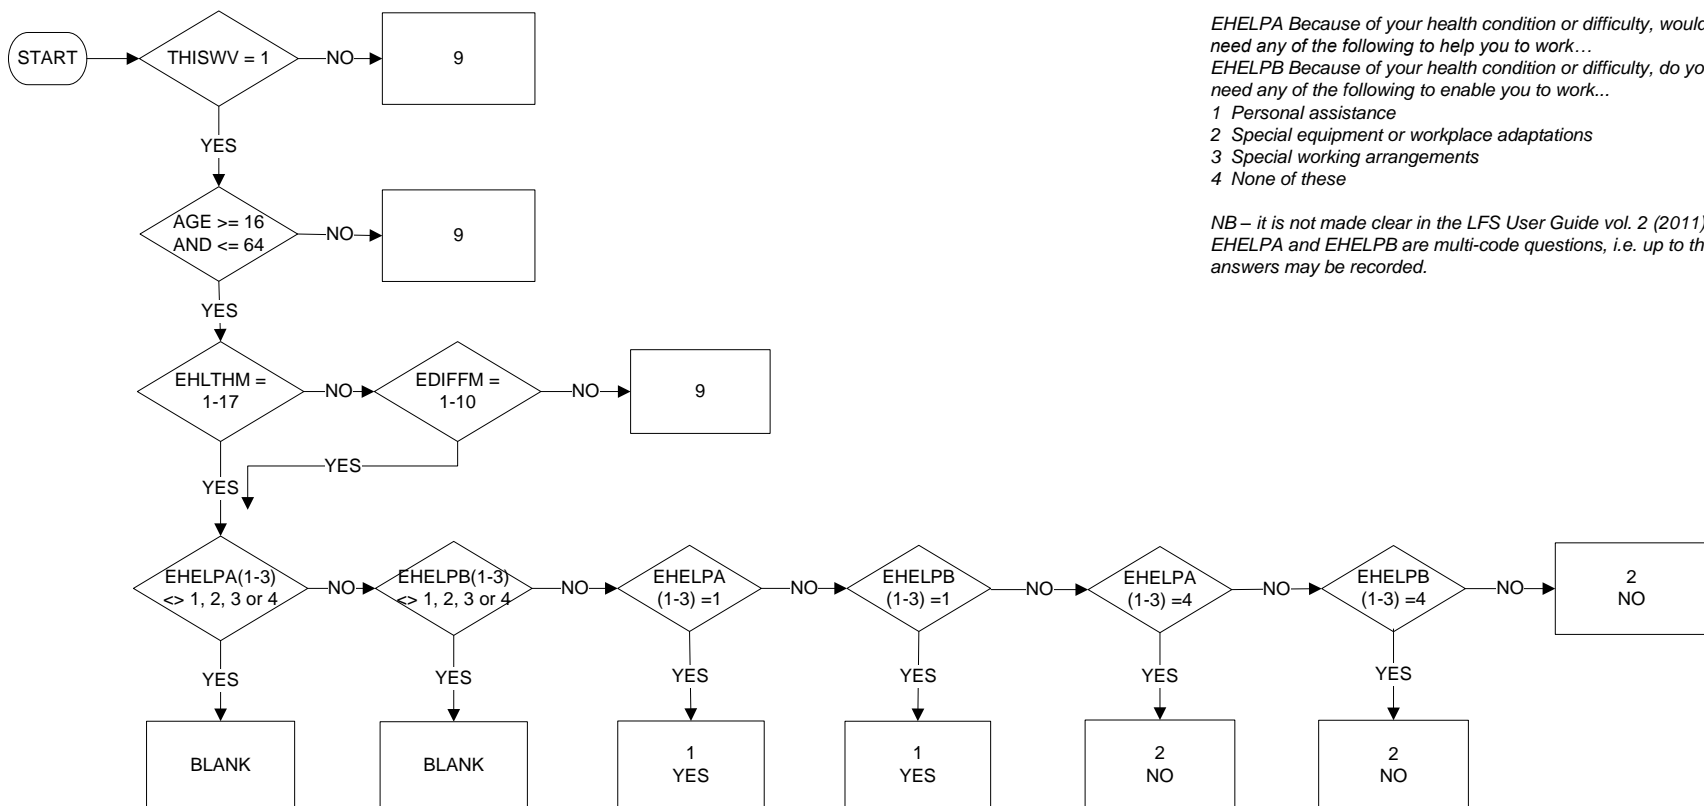 START
THISWV = 1
NO
9
YES
AGE >= 16
AND <= 64
NO
9
YES
EHLTHM =
1-17
NO
EDIFFM =
1-10
NO
9
YES
YES
EHELPA(1-3)
<> 1, 2, 3 or 4
NO
EHELPB(1-3)
<> 1, 2, 3 or 4
NO
EHELPA
(1-3) =1
NO
EHELPB
(1-3) =1
NO
EHELPA
(1-3) =4
NO
EHELPB
(1-3) =4
NO
2
NO
YES
YES
YES
YES
YES
YES
BLANK
BLANK
1
YES
1
YES
2
NO
2
NO
EHELPA Because of your health condition or difficulty, would
need any of the following to help you to work…
EHELPB Because of your health condition or difficulty, do
need any of the following to enable you to work...
1 Personal assistance
2 Special equipment or workplace adaptations
3 Special working arrangements
4 None of these
NB – it is not made clear in the LFS User Guide vol. 2 (2011)
EHELPA and EHELPB are multi-code questions, i.e. up to
answers may be recorded.